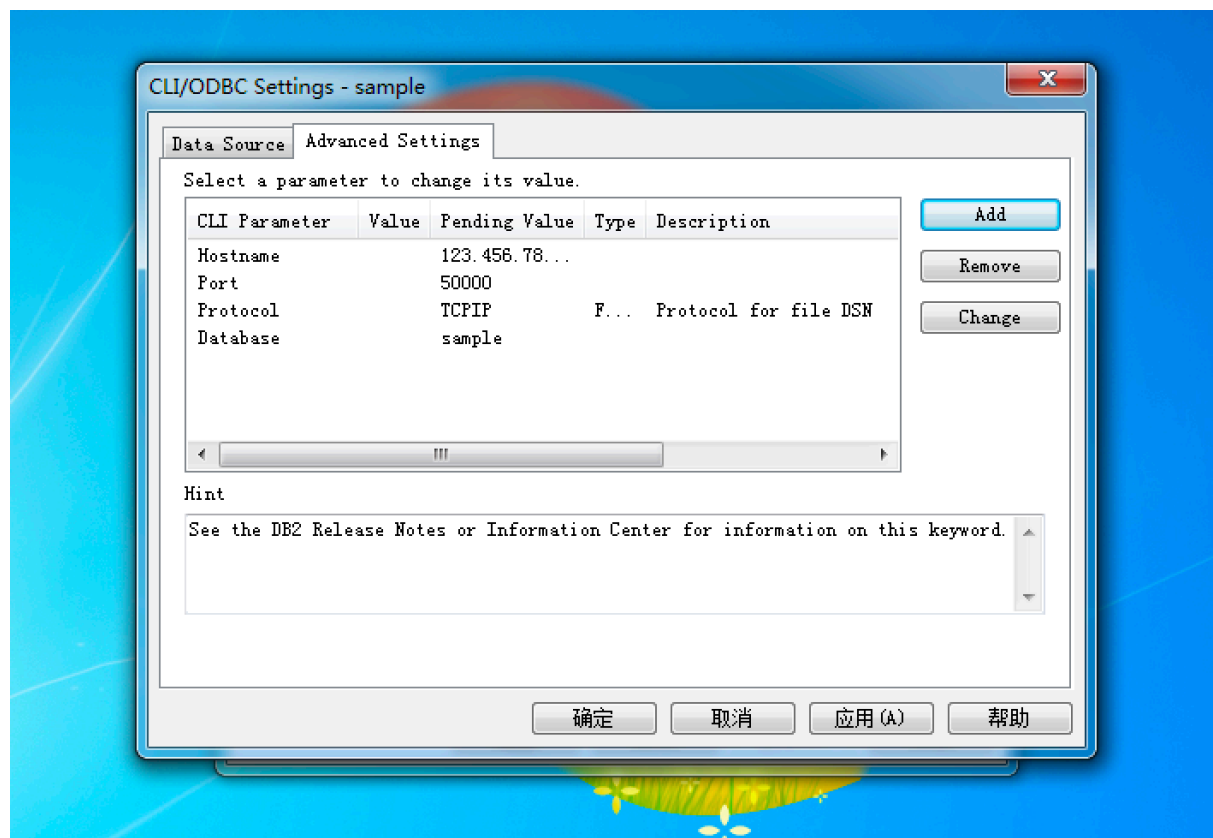 CLI/ODBC Settings - sample
Data Source Advanced Settings
Select a parameter to change its value.
CLI Parameter Value Pending Value Type Description
Add
Hostname 123.456.78...
Remove
Port 50000
Protocol TCPIP F... Protocol for file DSN
Change
Database sample
Hint
See the DB2 Release Notes or Information Center for information on this keyword.
确定 取消 应用(A) 帮助